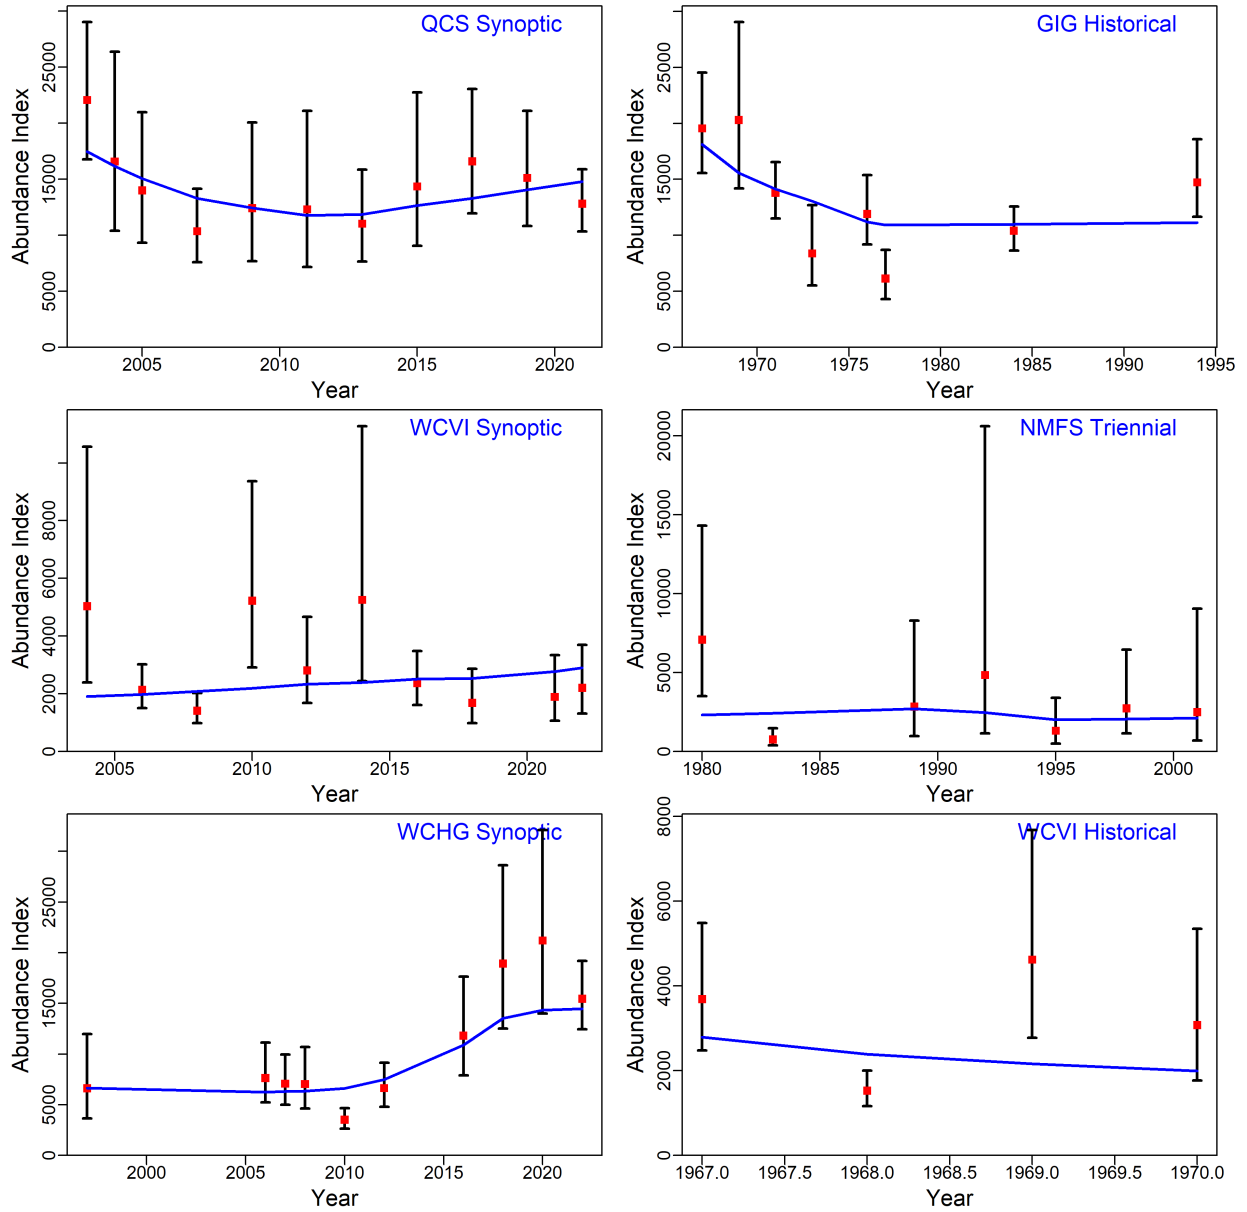 QCS Synoptic
Abundance Index
0 5000 15000 25000
2005 2010 2015 2020
Year
GIG Historical
Abundance Index
0 5000 15000 25000
1970 1975 1980 1985 1990 1995
Year
WCVI Synoptic
Abundance Index
0 2000 4000 6000 8000
2005 2010 2015 2020
Year
NMFS Triennial
Abundance Index
0 5000 10000 15000 20000
1980 1985 1990 1995 2000
Year
WCHG Synoptic
Abundance Index
0 5000 15000 25000
2000 2005 2010 2015 2020
Year
WCVI Historical
Abundance Index
0 2000 4000 6000 8000
1967.0 1967.5 1968.0 1968.5 1969.0 1969.5 1970.0
Year